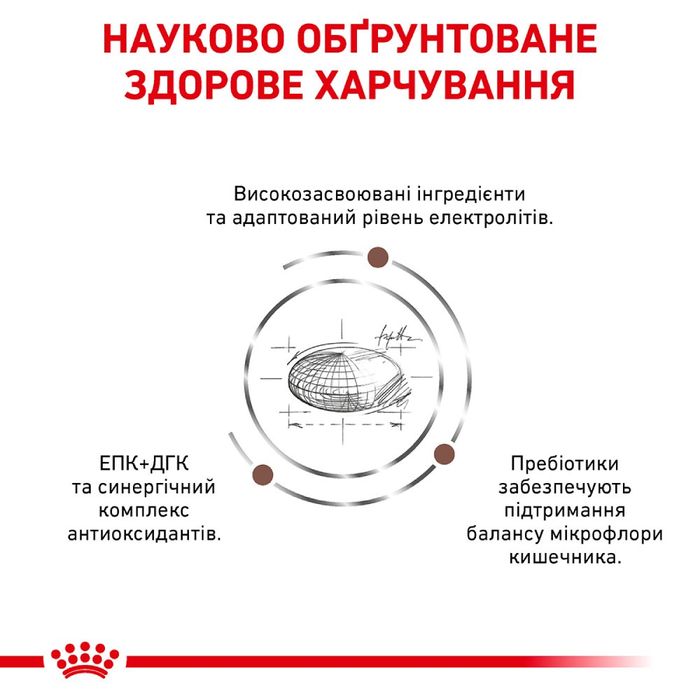 НАУКОВО ОБҐРУНТОВАНЕ
ЗДОРОВЕ ХАРЧУВАННЯ
Високозасвоювані інгредієнти
та адаптований рівень електролітів.
ЕПК+ДГК
та синергічний
комплекс
антиоксидантів.
Пребіотики
забезпечують
підтримання
балансу мікрофлори
кишечника.